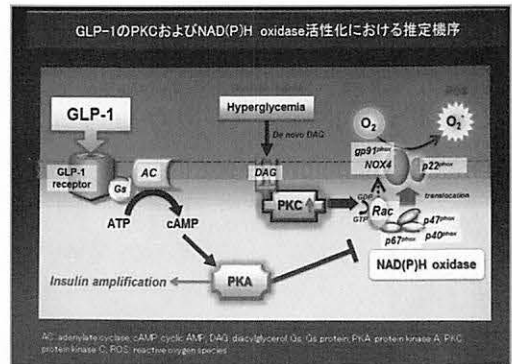 GLP-1のPKCおよびNAD(P)H oxidase活性化における推定機序
GLP-1
GLP-1
receptor
Gs
AC
ATP
cAMP
Insulin amplification
PKA
Hyperglycemia
De novo DAG
DAG
PKC
GDP
GTP
Rac
O₂
ROS
O₂⁻
gp91phox
NOX4
p22phox
translocation
p47phox
p67phox
p40phox
NAD(P)H oxidase
AC: adenylate cyclase, cAMP: cyclic AMP, DAG: diacylglycerol, Gs: Gs protein, PKA: protein kinase A, PKC:
protein kinase C, ROS: reactive oxygen species